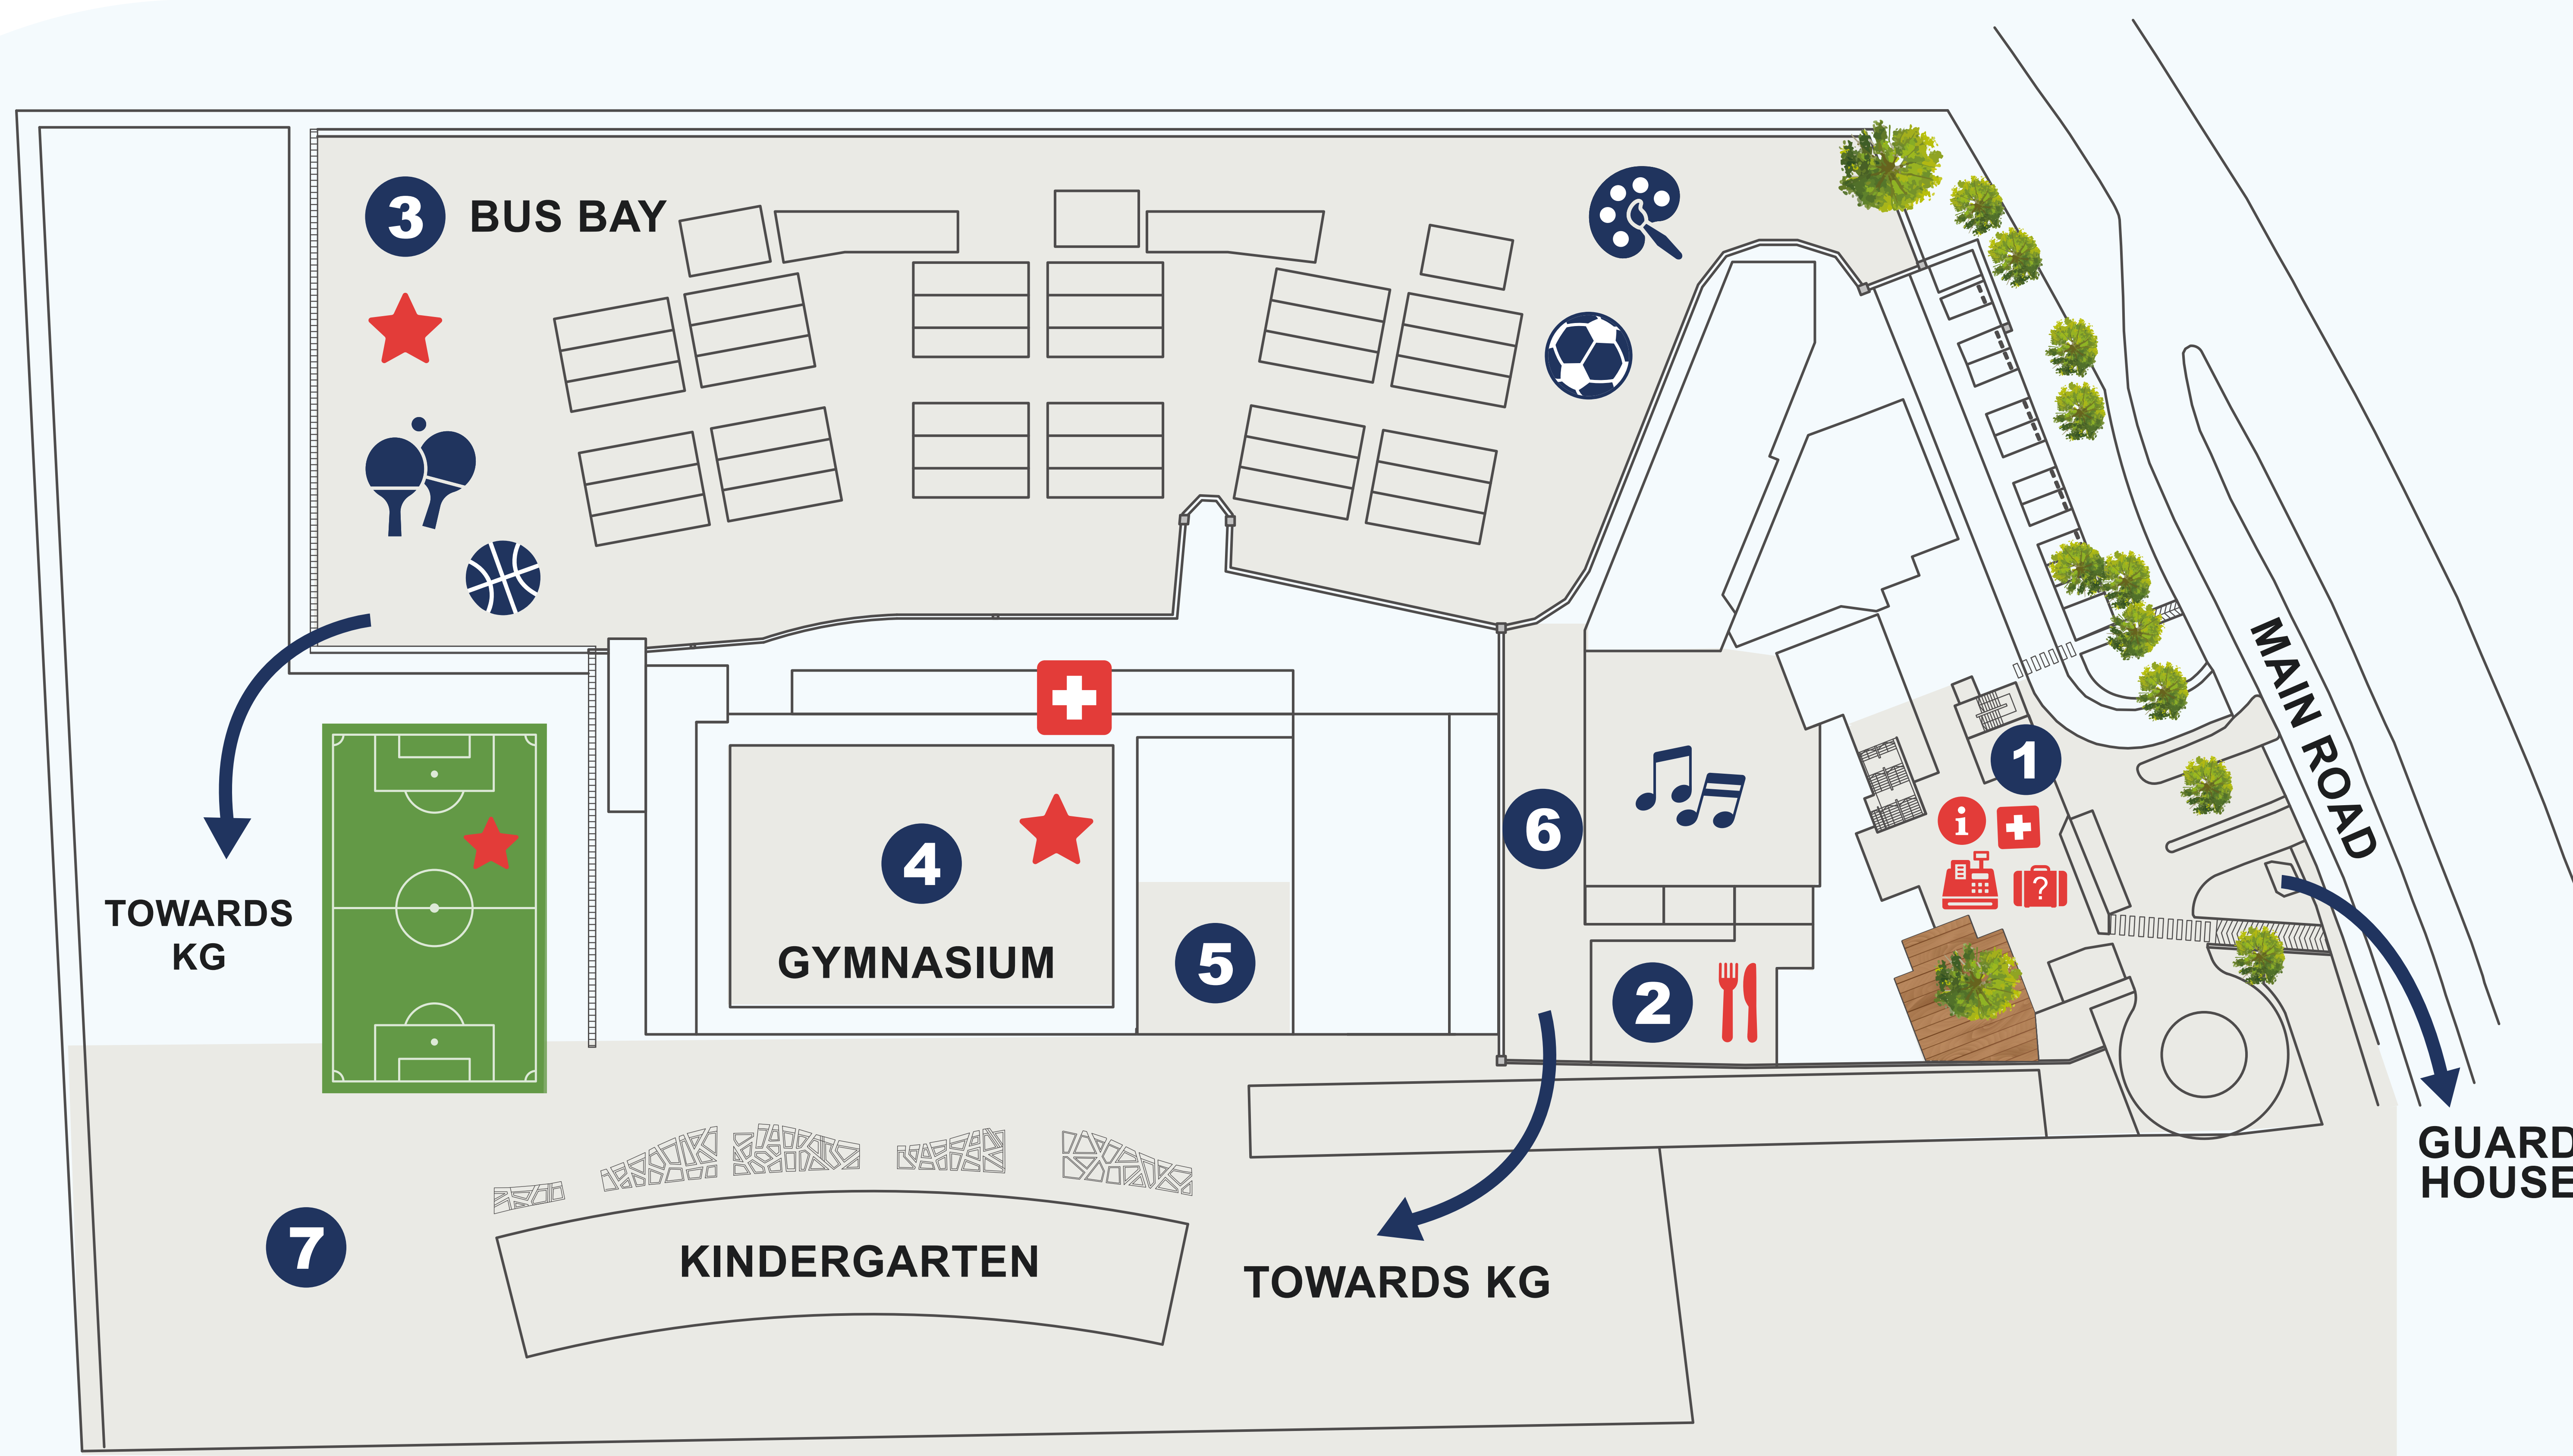 3 BUS BAY
MAIN ROAD
1
i
?
6
4
GYMNASIUM
5
2
TOWARDS
KG
GUARD
HOUSE
7
KINDERGARTEN
TOWARDS KG